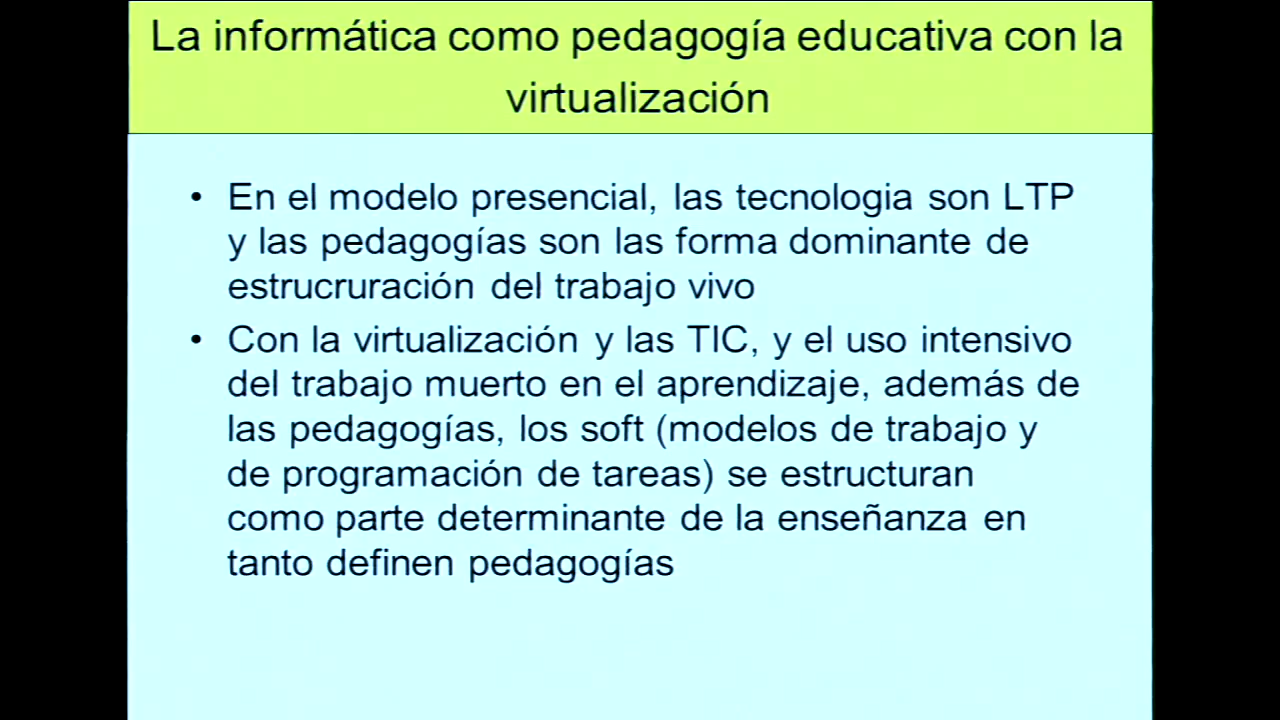 La informática como pedagogía educativa con la
virtualización
• En el modelo presencial, las tecnologia son LTP
y las pedagogías son las forma dominante de
estrucruración del trabajo vivo
• Con la virtualización y las TIC, y el uso intensivo
del trabajo muerto en el aprendizaje, además de
las pedagogías, los soft (modelos de trabajo y
de programación de tareas) se estructuran
como parte determinante de la enseñanza en
tanto definen pedagogías